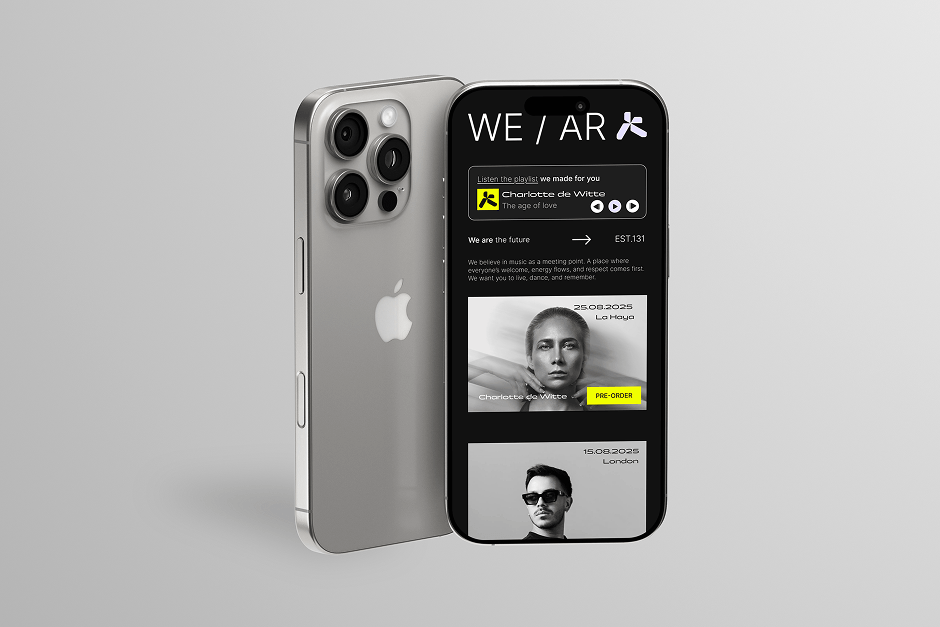 WE / AR
Listen the playlist we made for you
Charlotte de Witte
The age of love
We are the future
EST.131
We believe in music as a meeting point. A place where
everyone's welcome, energy flows, and respect comes first.
We want you to live, dance, and remember.
25.08.2025
La Haya
Charlotte de Witte
PRE-ORDER
15.08.2025
London